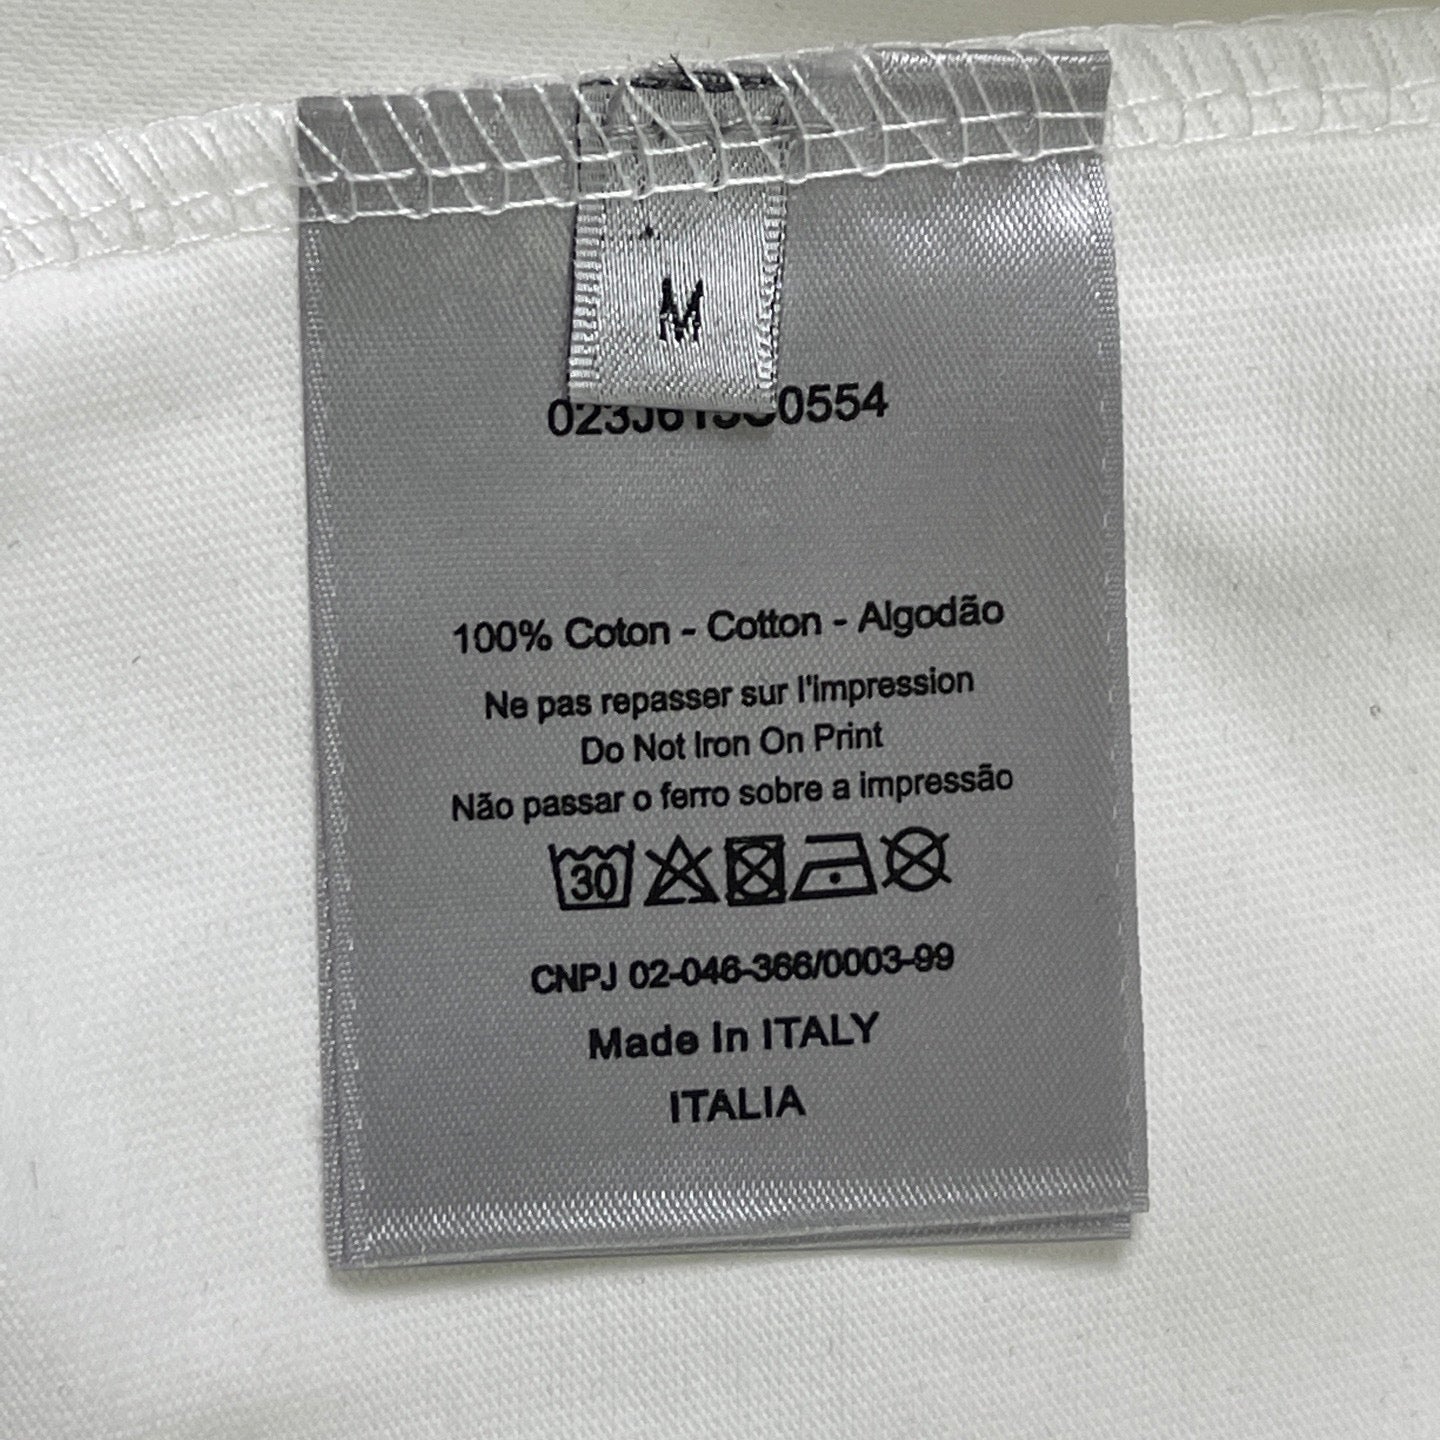 M
100% Coton - Cotton - Algodão
Ne pas repasser sur l'impression
Do Not Iron On Print
Não passar o ferro sobre a impressão
30
CNPJ 02-046-366/0003-99
Made In ITALY
ITALIA